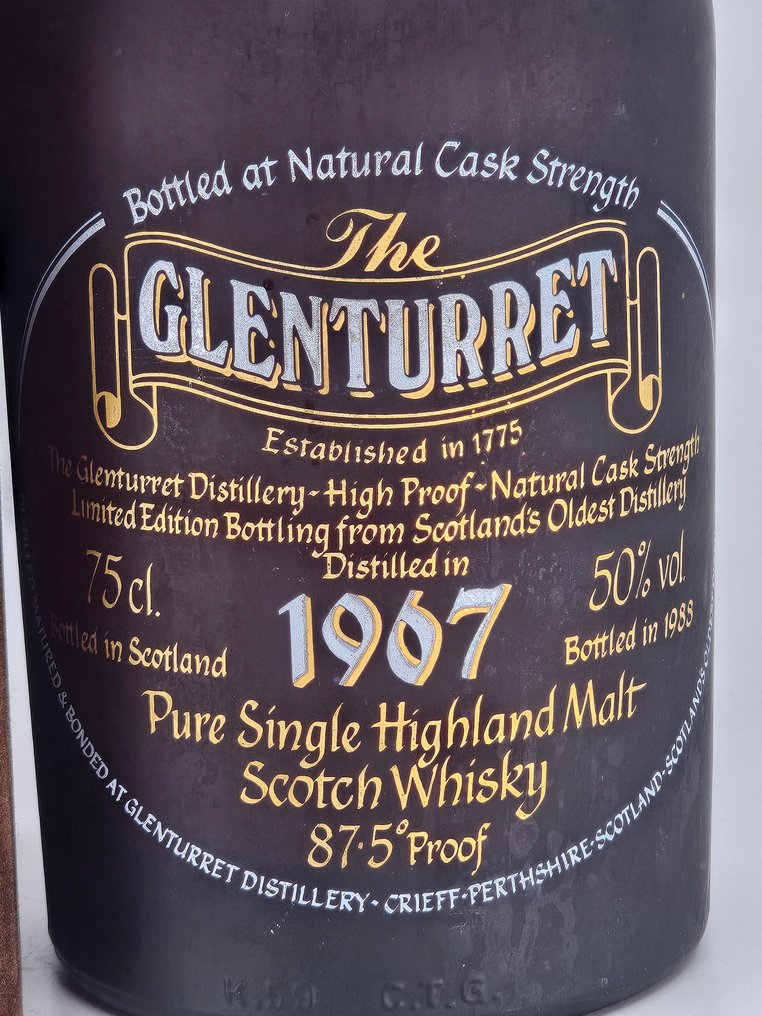 Bottled at Natural Cask Strength
The
GLENTURRET
Established in 1775
The Glenturret Distillery - High Proof - Natural Cask Strength
Limited Edition Bottling from Scotland's Oldest Distillery
Distilled in
75 cl.
1967
50% vol.
Bottled in Scotland
Bottled in 1988
Pure Single Highland Malt
Scotch Whisky
87·5° Proof
MATURED & BONDED AT GLENTURRET DISTILLERY - CRIEFF - PERTHSHIRE - SCOTLAND - SCOTLANDS
C.T.G.